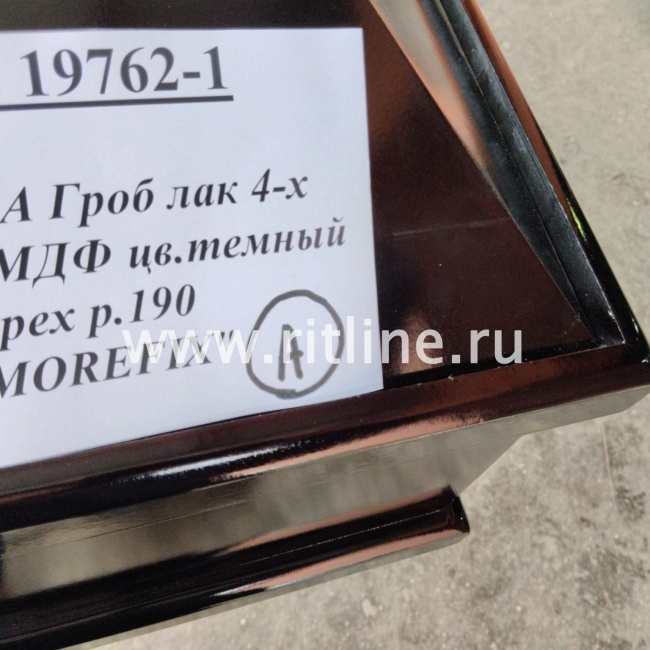 19762-1
А Гроб лак 4-х
МДФ цв.темный
рех р.190
MOREFIX"
А
www.ritline.ru